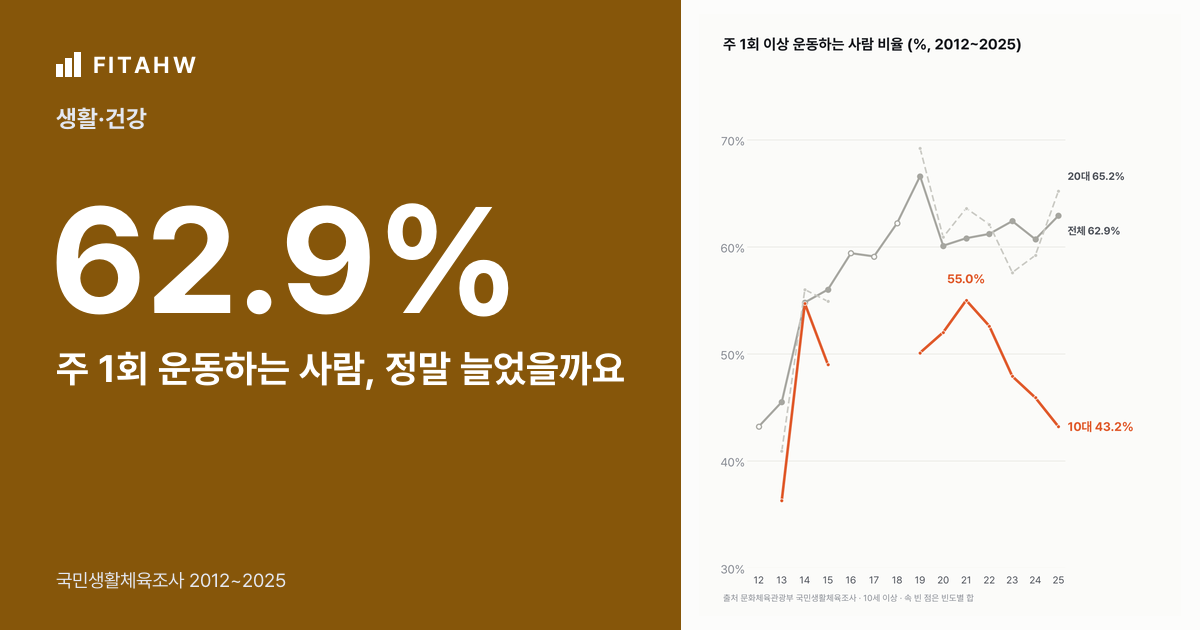 FITAHW
생활·건강
62.9%
주 1회 운동하는 사람, 정말 늘었을까요
국민생활체육조사 2012~2025
주 1회 이상 운동하는 사람 비율 (%, 2012~2025)
70%
60%
50%
40%
30%
20대 65.2%
전체 62.9%
55.0%
10대 43.2%
12 13 14 15 16 17 18 19 20 21 22 23 24 25
출처 문화체육관광부 국민생활체육조사 · 10세 이상 · 속 빈 점은 빈도별 합